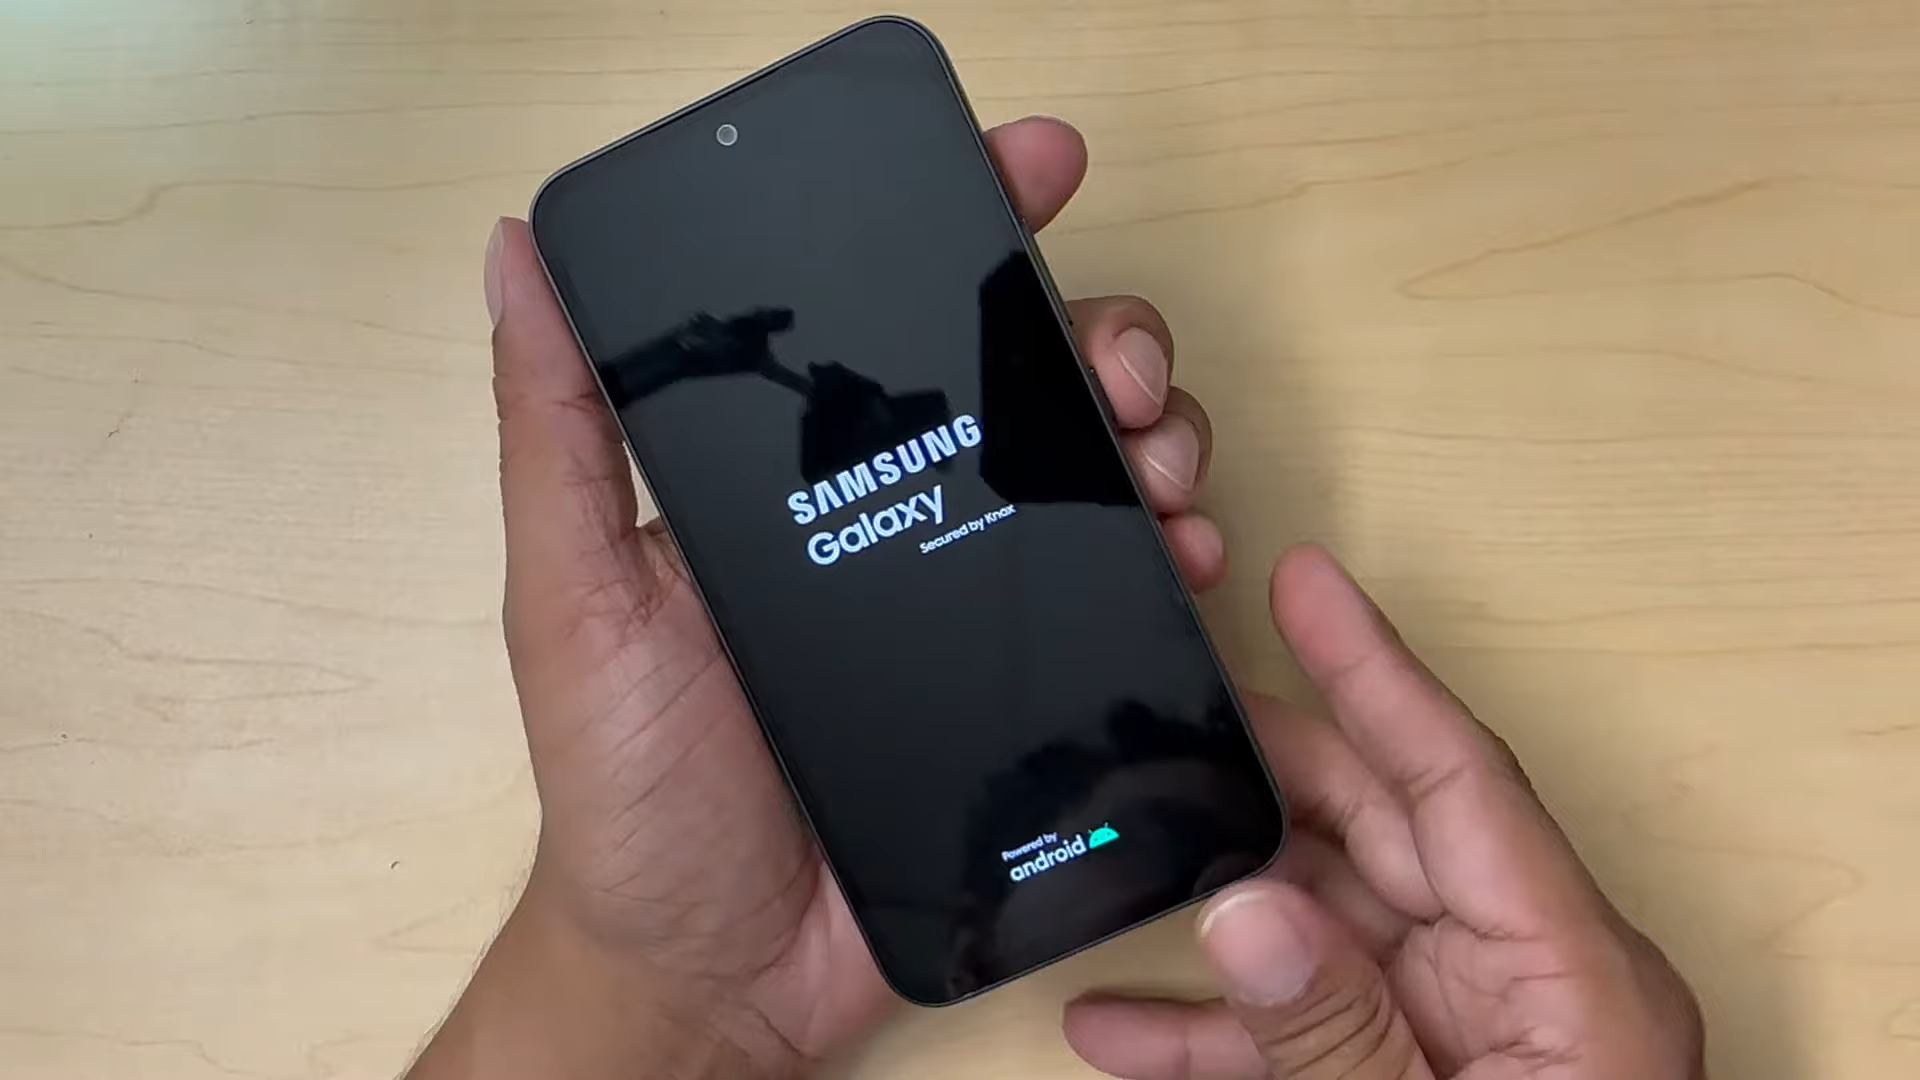 SAMSUNG
Galaxy
Secured by Knox
Powered by
android